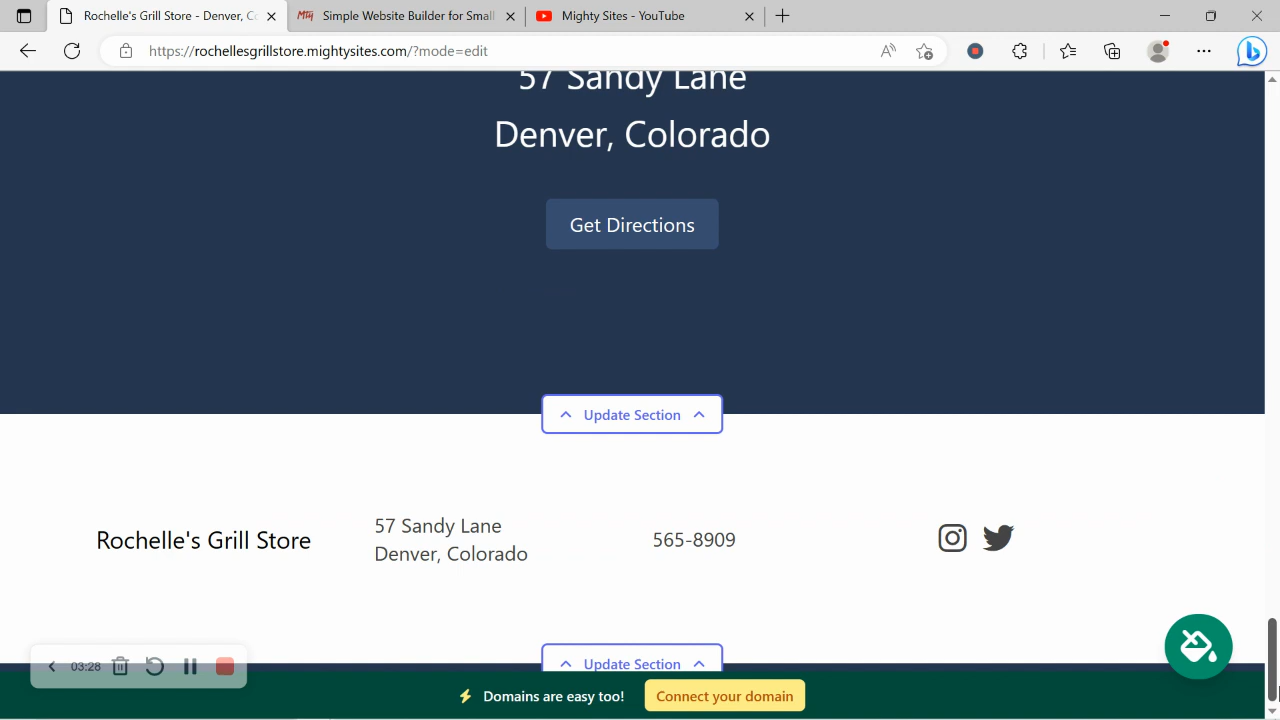 Rochelle's Grill Store - Denver, Co
Simple Website Builder for Small
Mighty Sites - YouTube
https://rochellesgrillstore.mightysites.com/?mode=edit
57 Sandy Lane
Denver, Colorado
Get Directions
Update Section
Rochelle's Grill Store
57 Sandy Lane
Denver, Colorado
565-8909
Update Section
03:28
Domains are easy too!
Connect your domain